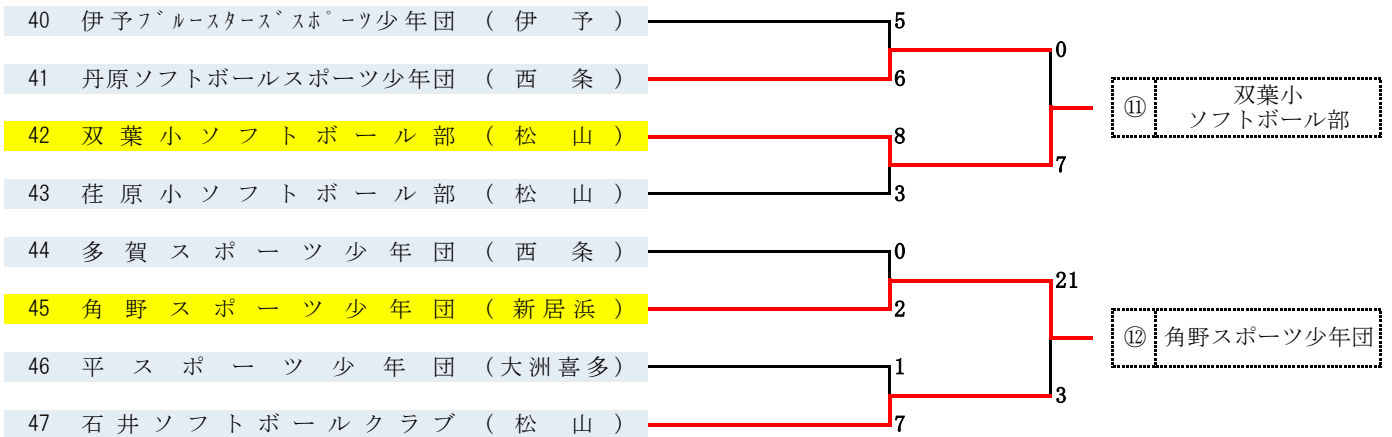 40 伊予ﾌﾞﾙｰｽﾀｰｽﾞｽﾎﾟｰﾂ少年団 (伊予) 5
0
41 丹原ソフトボールスポーツ少年団 (西条) 6
⑪ 双葉小
ソフトボール部
42 双葉小ソフトボール部 (松山) 8
7
43 荏原小ソフトボール部 (松山) 3
44 多賀スポーツ少年団 (西条) 0
21
45 角野スポーツ少年団 (新居浜) 2
⑫ 角野スポーツ少年団
46 平スポーツ少年団 (大洲喜多) 1
3
47 石井ソフトボールクラブ (松山) 7